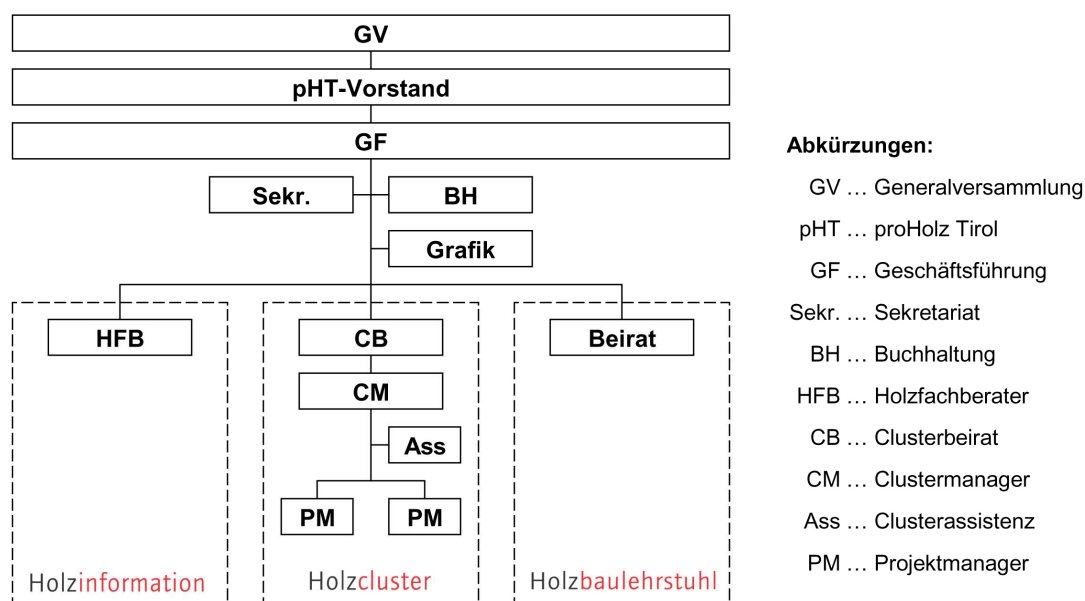 GV
pHT-Vorstand
GF
Sekr.
BH
Grafik
HFB
CB
Beirat
CM
Ass
PM
PM
Holzinformation
Holzcluster
Holzbaulehrstuhl
Abkürzungen:
GV … Generalversammlung
pHT … proHolz Tirol
GF … Geschäftsführung
Sekr. … Sekretariat
BH … Buchhaltung
HFB … Holzfachberater
CB … Clusterbeirat
CM … Clustermanager
Ass … Clusterassistenz
PM … Projektmanager